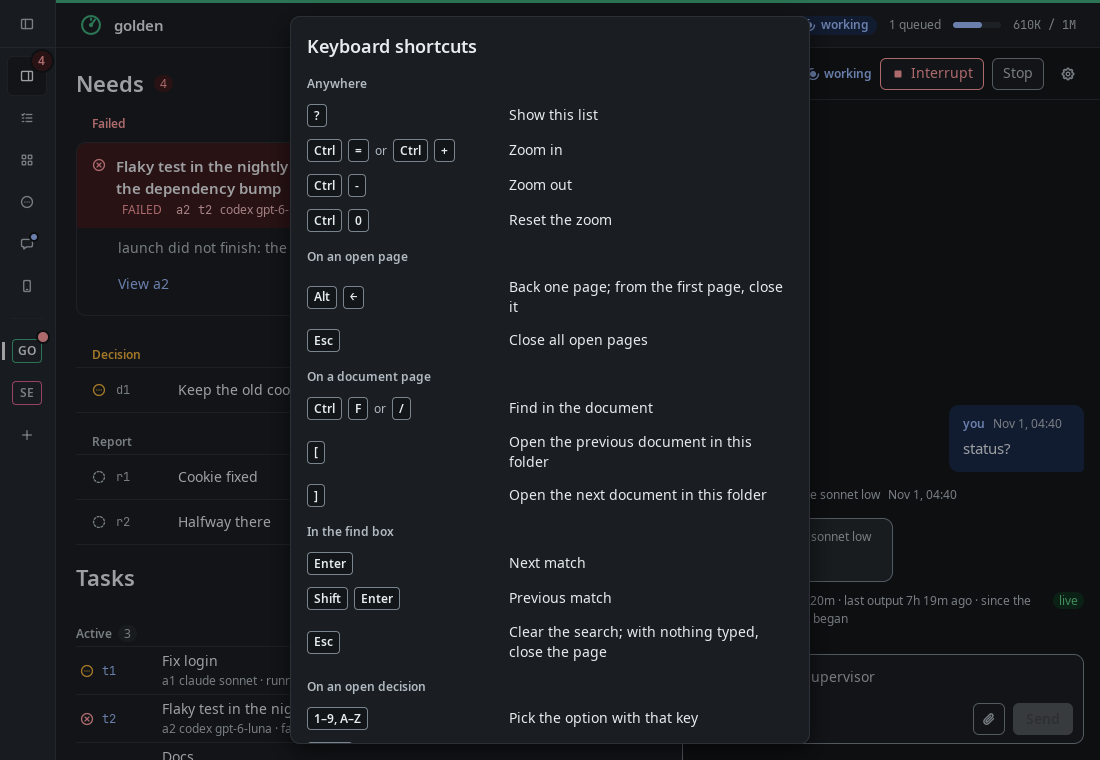 golden
working
1 queued
610K / 1M
4
Needs 4
working
Interrupt
Stop
Failed
Flaky test in the nightly
the dependency bump
FAILED a2 t2 codex gpt-6-
launch did not finish: the
View a2
GO
SE
Decision
d1 Keep the old coo
Report
r1 Cookie fixed
r2 Halfway there
Tasks
Active 3
t1 Fix login
a1 claude sonnet · runn
t2 Flaky test in the nig
a2 codex gpt-6-luna · fa
Docs
Keyboard shortcuts
Anywhere
? Show this list
Ctrl = or Ctrl + Zoom in
Ctrl - Zoom out
Ctrl 0 Reset the zoom
On an open page
Alt ← Back one page; from the first page, close
it
Esc Close all open pages
On a document page
Ctrl F or / Find in the document
[ Open the previous document in this
folder
] Open the next document in this folder
In the find box
Enter Next match
Shift Enter Previous match
Esc Clear the search; with nothing typed,
close the page
On an open decision
1–9, A–Z Pick the option with that key
you Nov 1, 04:40
status?
sonnet low Nov 1, 04:40
sonnet low
20m · last output 7h 19m ago · since the
began
live
upervisor
Send